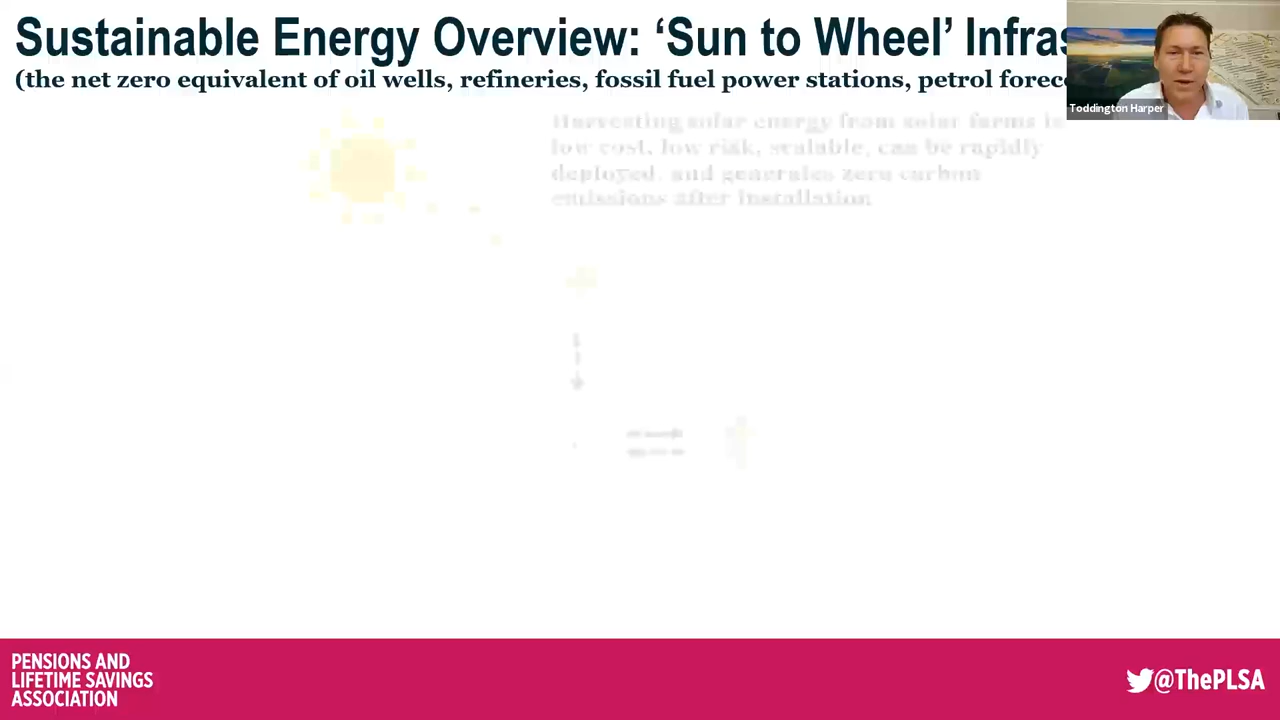 Sustainable Energy Overview: ‘Sun to Wheel’ Infras
(the net zero equivalent of oil wells, refineries, fossil fuel power stations, petrol foreco
Toddington Harper
Harvesting solar energy from solar farms is
low cost, low risk, scalable, can be rapidly
deployed, and generates zero carbon
emissions after installation
PENSIONS AND
LIFETIME SAVINGS
ASSOCIATION
@ThePLSA